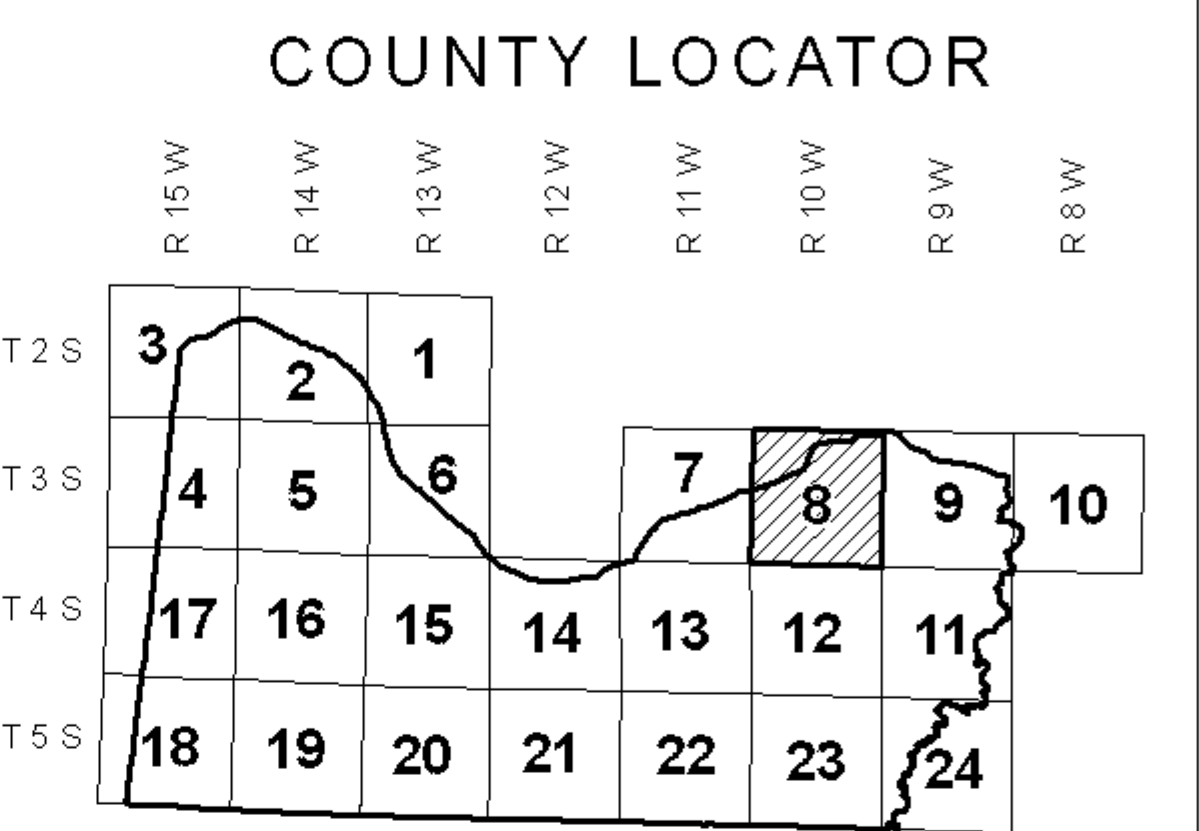 COUNTY LOCATOR
R 15 W R 14 W R 13 W R 12 W R 11 W R 10 W R 9 W R 8 W
T 2 S 3 2 1
T 3 S 4 5 6 7 8 9 10
T 4 S 17 16 15 14 13 12 11
T 5 S 18 19 20 21 22 23 24